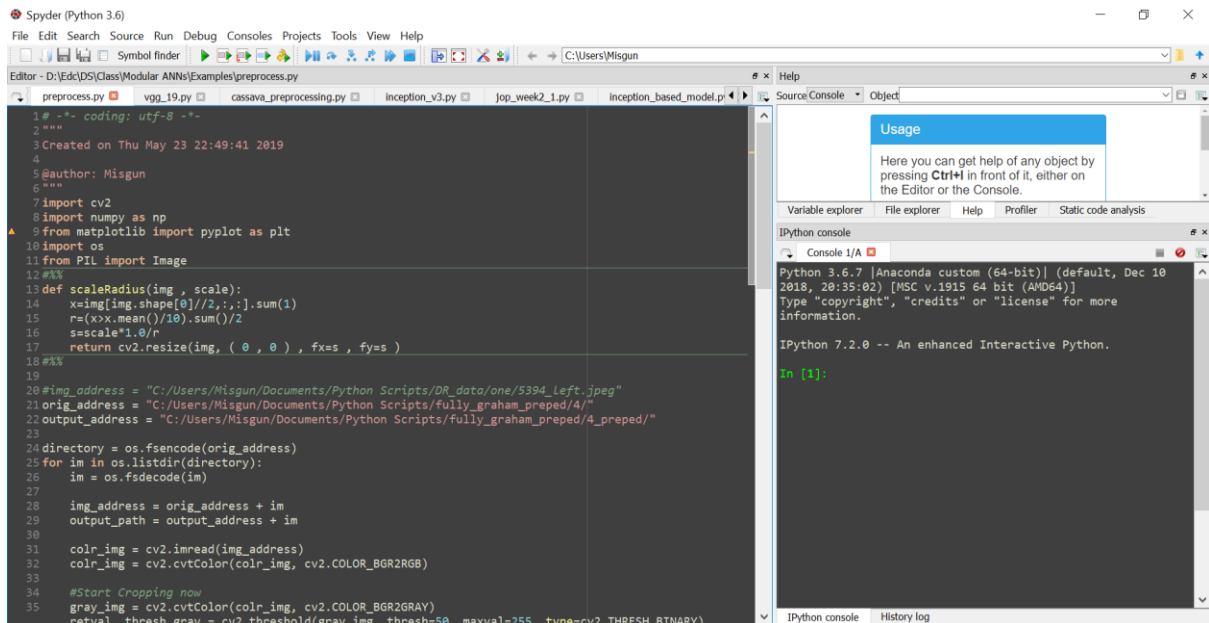 Spyder (Python 3.6)
File Edit Search Source Run Debug Consoles Projects Tools View Help
Symbol finder
C:\Users\Misgun
Editor - D:\Edc\DS\Class\Modular ANNs\Examples\preprocess.py
preprocess.py vgg_19.py cassava_preprocessing.py inception_v3.py jop_week2_1.py inception_based_model.py
1 # -*- coding: utf-8 -*-
2 """
3 Created on Thu May 23 22:49:41 2019
4
5 @author: Misgun
6 """
7 import cv2
8 import numpy as np
9 from matplotlib import pyplot as plt
10 import os
11 from PIL import Image
12 #%%
13 def scaleRadius(img , scale):
14     x=img[img.shape[0]//2,:,:].sum(1)
15     r=(x>x.mean()/10).sum()/2
16     s=scale*1.0/r
17     return cv2.resize(img, ( 0 , 0 ) , fx=s , fy=s )
18 #%%
19
20 #img_address = "C:/Users/Misgun/Documents/Python Scripts/DR_data/one/5394_left.jpeg"
21 orig_address = "C:/Users/Misgun/Documents/Python Scripts/fully_graham_preped/4/"
22 output_address = "C:/Users/Misgun/Documents/Python Scripts/fully_graham_preped/4_preped/"
23
24 directory = os.fsencode(orig_address)
25 for im in os.listdir(directory):
26     im = os.fsdecode(im)
27
28     img_address = orig_address + im
29     output_path = output_address + im
30
31     colr_img = cv2.imread(img_address)
32     colr_img = cv2.cvtColor(colr_img, cv2.COLOR_BGR2RGB)
33
34     #Start Cropping now
35     gray_img = cv2.cvtColor(colr_img, cv2.COLOR_BGR2GRAY)
retval, thresh_gray = cv2.threshold(gray_img, thresh=50, maxval=255, type=cv2.THRESH_BINARY)
Help
Source Console Object
Usage
Here you can get help of any object by
pressing Ctrl+I in front of it, either on
the Editor or the Console.
Variable explorer File explorer Help Profiler Static code analysis
IPython console
Console 1/A
Python 3.6.7 |Anaconda custom (64-bit)| (default, Dec 10
2018, 20:35:02) [MSC v.1915 64 bit (AMD64)]
Type "copyright", "credits" or "license" for more
information.
IPython 7.2.0 -- An enhanced Interactive Python.
In [1]:
IPython console History log